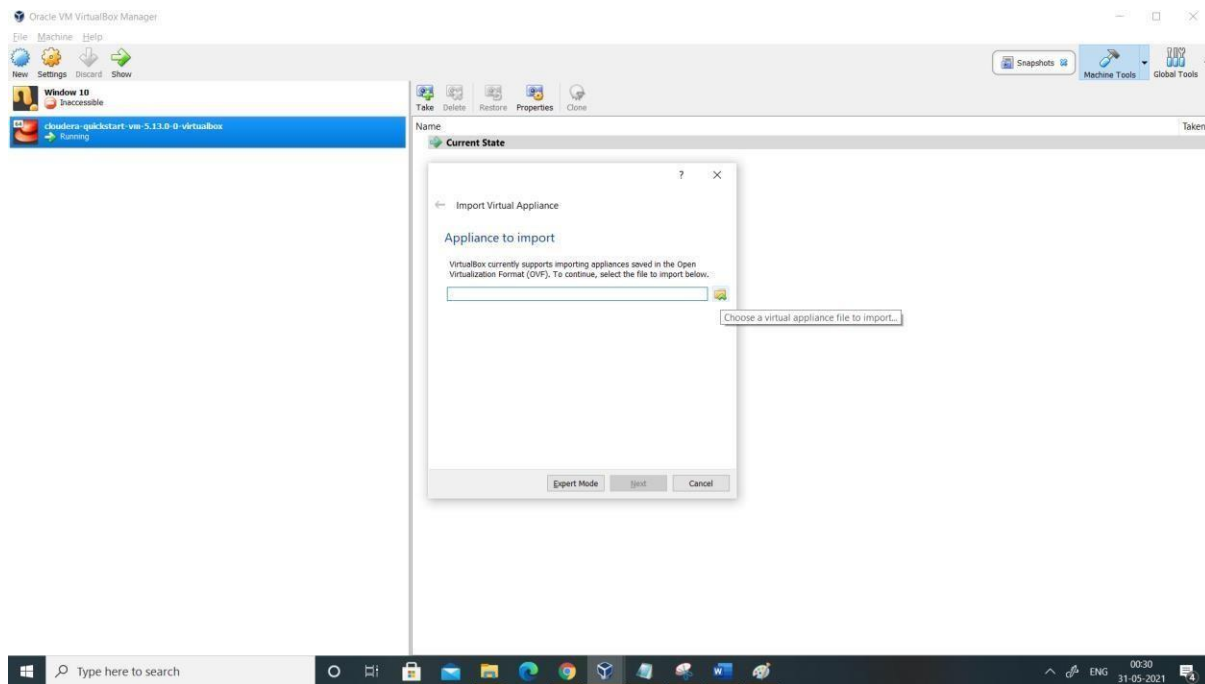 Oracle VM VirtualBox Manager
File Machine Help
New Settings Discard Show
Snapshots
Machine Tools
Global Tools
Window 10
Inaccessible
cloudera-quickstart-vm-5.13.0-0-virtualbox
Running
Take Delete Restore Properties Clone
Name Taken
Current State
?
Import Virtual Appliance
Appliance to import
VirtualBox currently supports importing appliances saved in the Open
Virtualization Format (OVF). To continue, select the file to import below.
Choose a virtual appliance file to import...
Expert Mode Next Cancel
Type here to search
ENG
00:30
31-05-2021
4